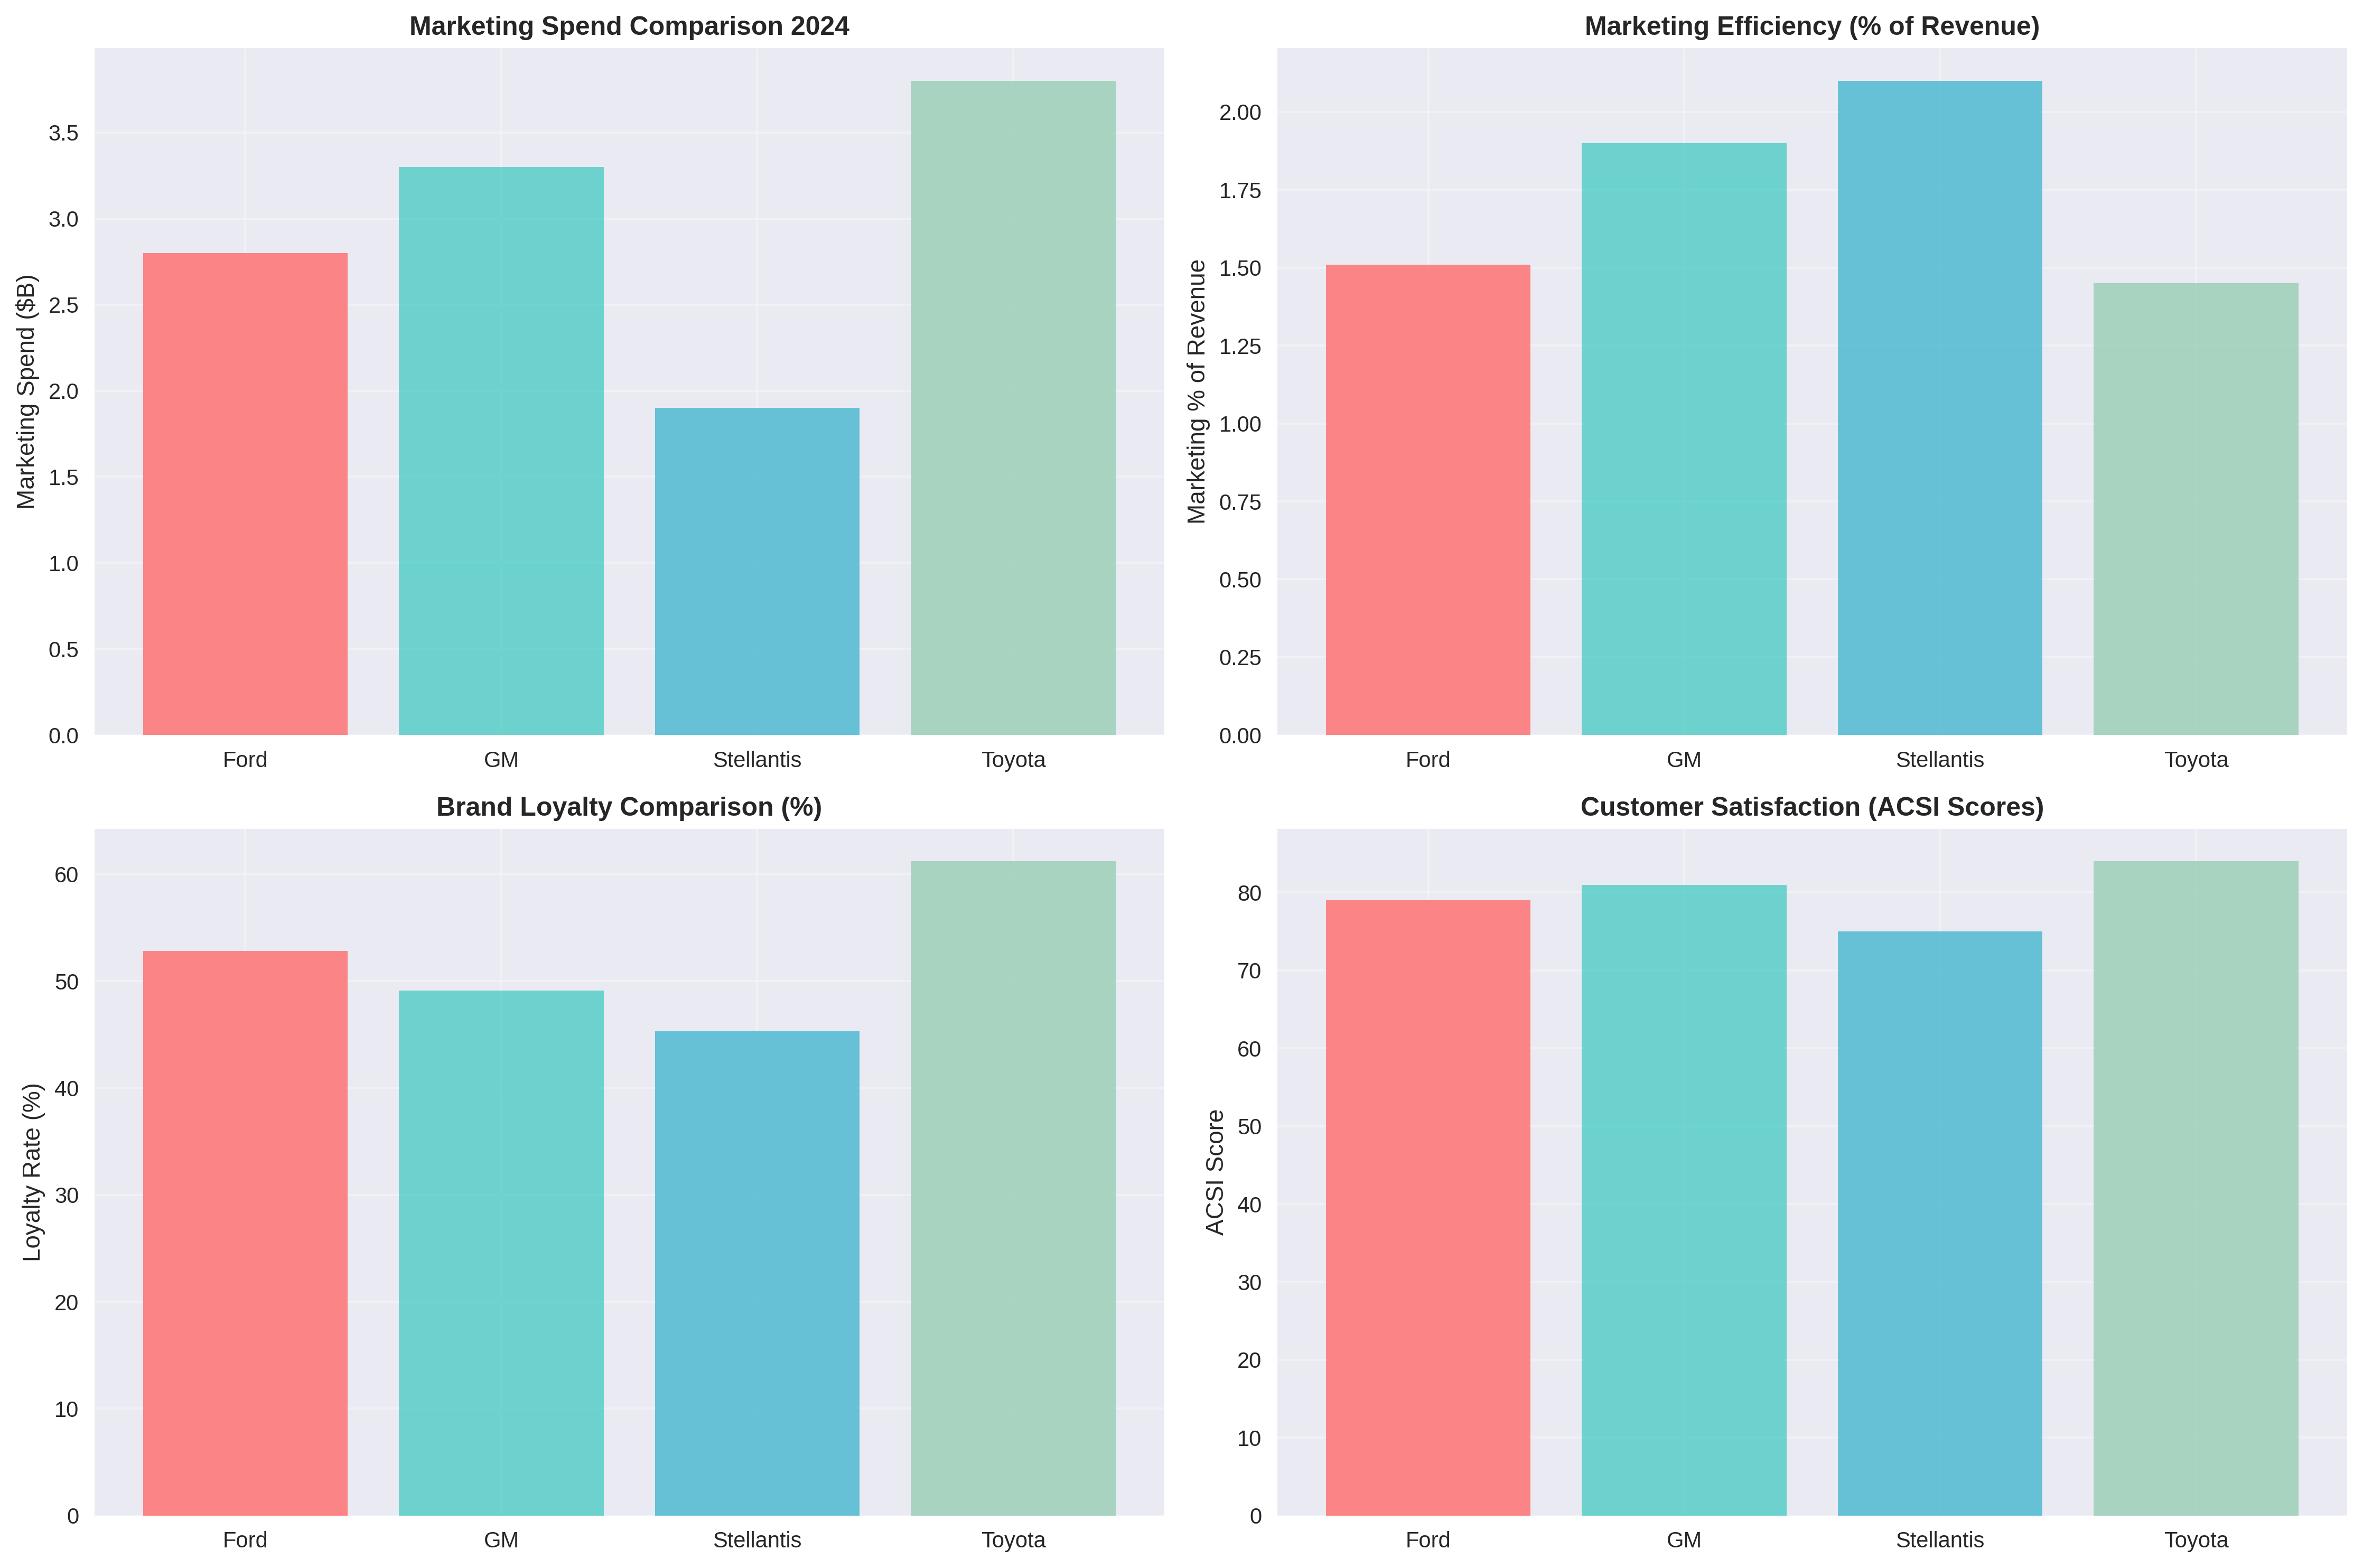 Marketing Spend Comparison 2024
Marketing Spend ($B)
3.5
3.0
2.5
2.0
1.5
1.0
0.5
0.0
Ford GM Stellantis Toyota
Marketing Efficiency (% of Revenue)
Marketing % of Revenue
2.00
1.75
1.50
1.25
1.00
0.75
0.50
0.25
0.00
Ford GM Stellantis Toyota
Brand Loyalty Comparison (%)
Loyalty Rate (%)
60
50
40
30
20
10
0
Ford GM Stellantis Toyota
Customer Satisfaction (ACSI Scores)
ACSI Score
80
70
60
50
40
30
20
10
0
Ford GM Stellantis Toyota